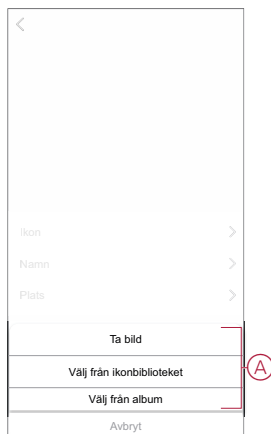 Ikon
Namn
Plats
Ta bild
Välj från ikonbiblioteket
A
Välj från album
Avbryt